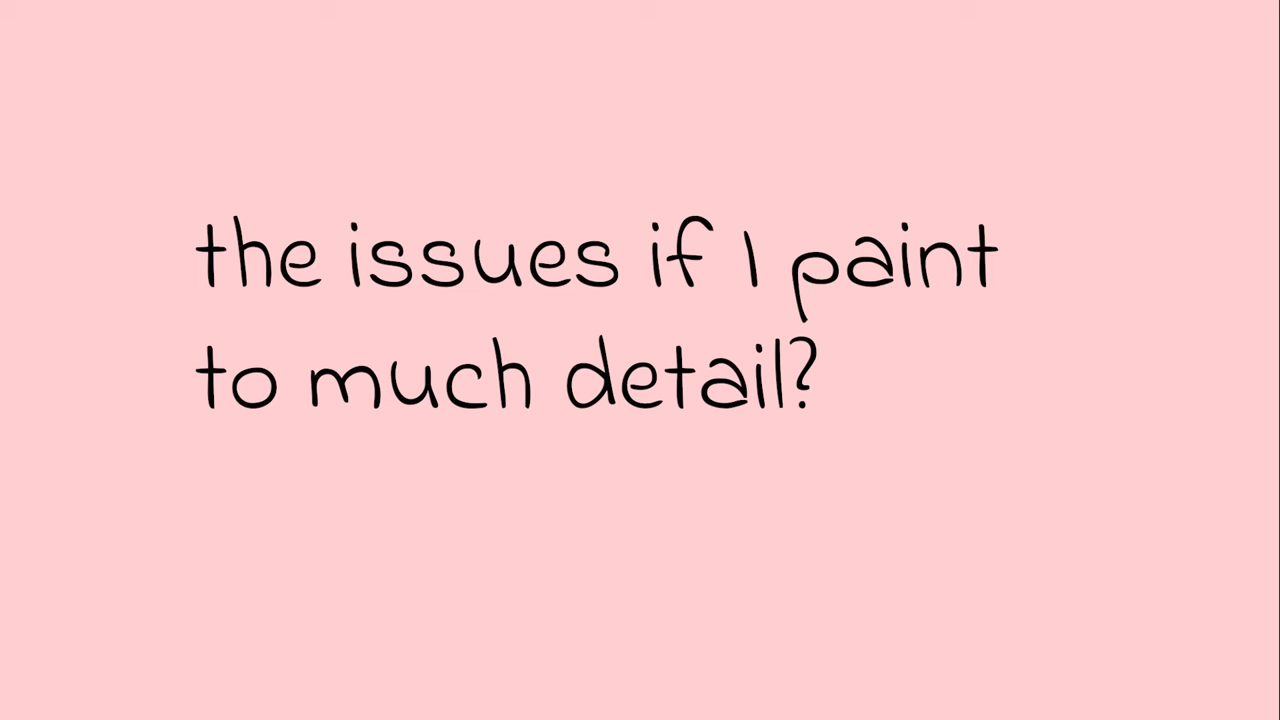 the issues if I paint
to much detail?